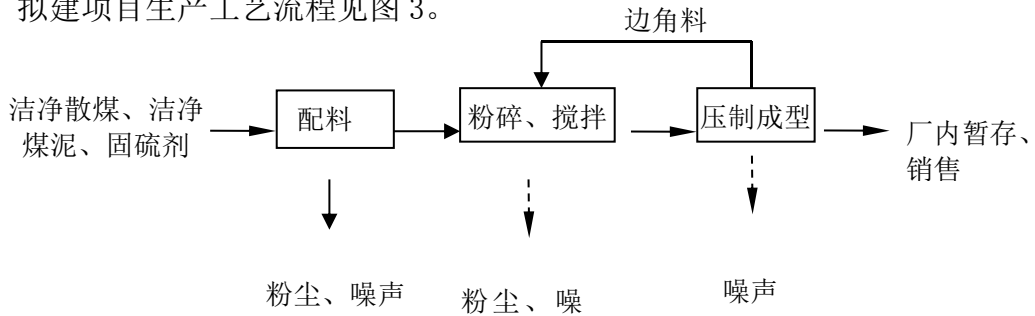 拟建项目生产工艺流程见图 3。
边角料
洁净散煤、洁净
煤泥、固硫剂
配料
粉碎、搅拌
压制成型
厂内暂存、
销售
粉尘、噪声
粉尘、噪
噪声